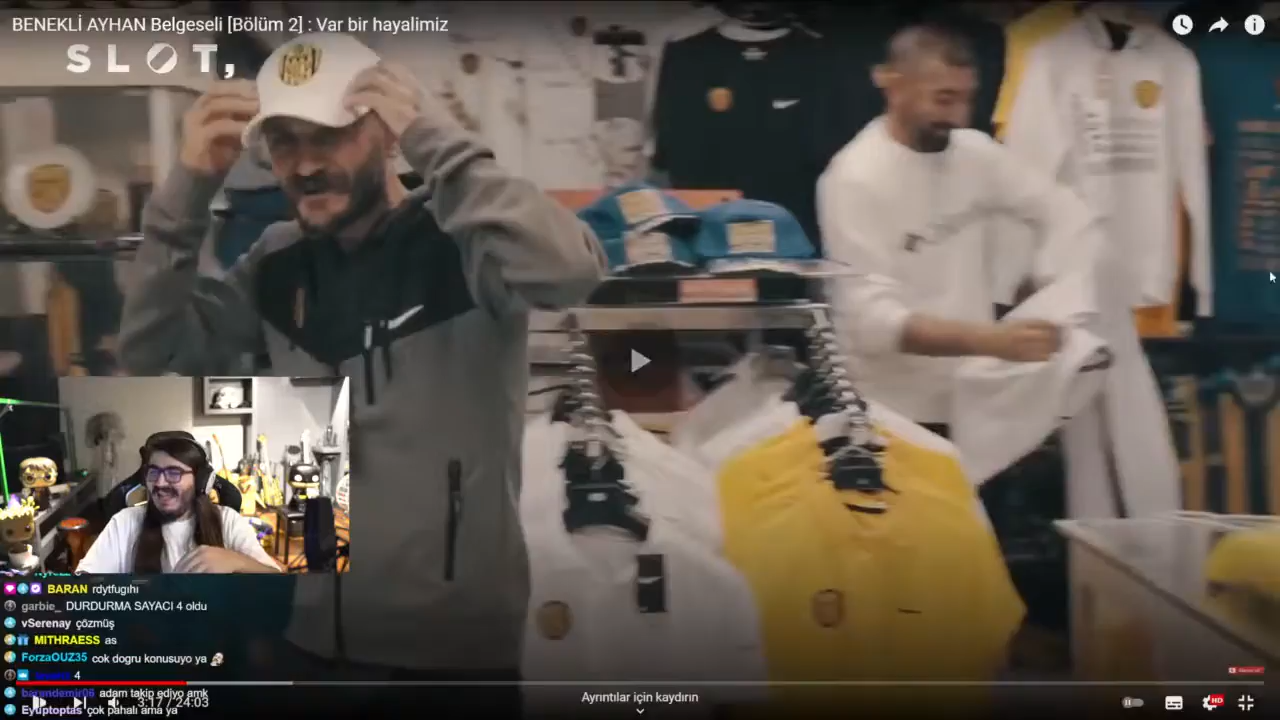 BENEKLİ AYHAN Belgeseli [Bölüm 2] : Var bir hayalimiz
SLOT,
BARAN rdytfugıhı
garbie_ DURDURMA SAYACI 4 oldu
vSerenay çözmüş
MITHRAESS as
ForzaOUZ35 cok dogru konusuyo ya
4
barandemir06 adam takip ediyo amk
Eyuptoptas çok pahalı ama ya
3:17 / 24:03
Ayrıntılar için kaydırın
HD